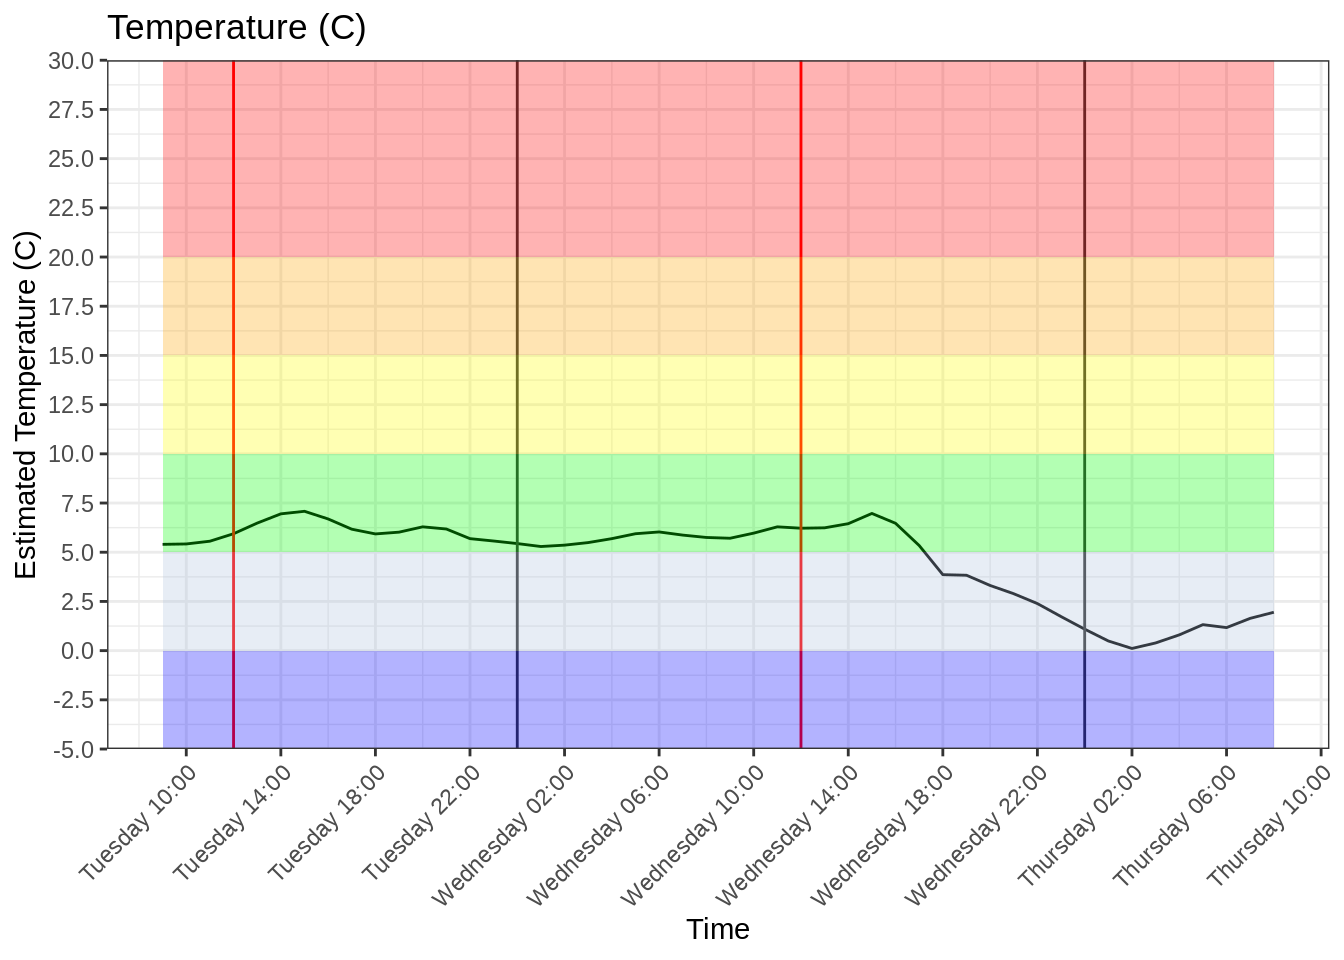 Temperature (C)
Estimated Temperature (C)
30.0
27.5
25.0
22.5
20.0
17.5
15.0
12.5
10.0
7.5
5.0
2.5
0.0
-2.5
-5.0
Tuesday 10:00
Tuesday 14:00
Tuesday 18:00
Tuesday 22:00
Wednesday 02:00
Wednesday 06:00
Wednesday 10:00
Wednesday 14:00
Wednesday 18:00
Wednesday 22:00
Thursday 02:00
Thursday 06:00
Thursday 10:00
Time